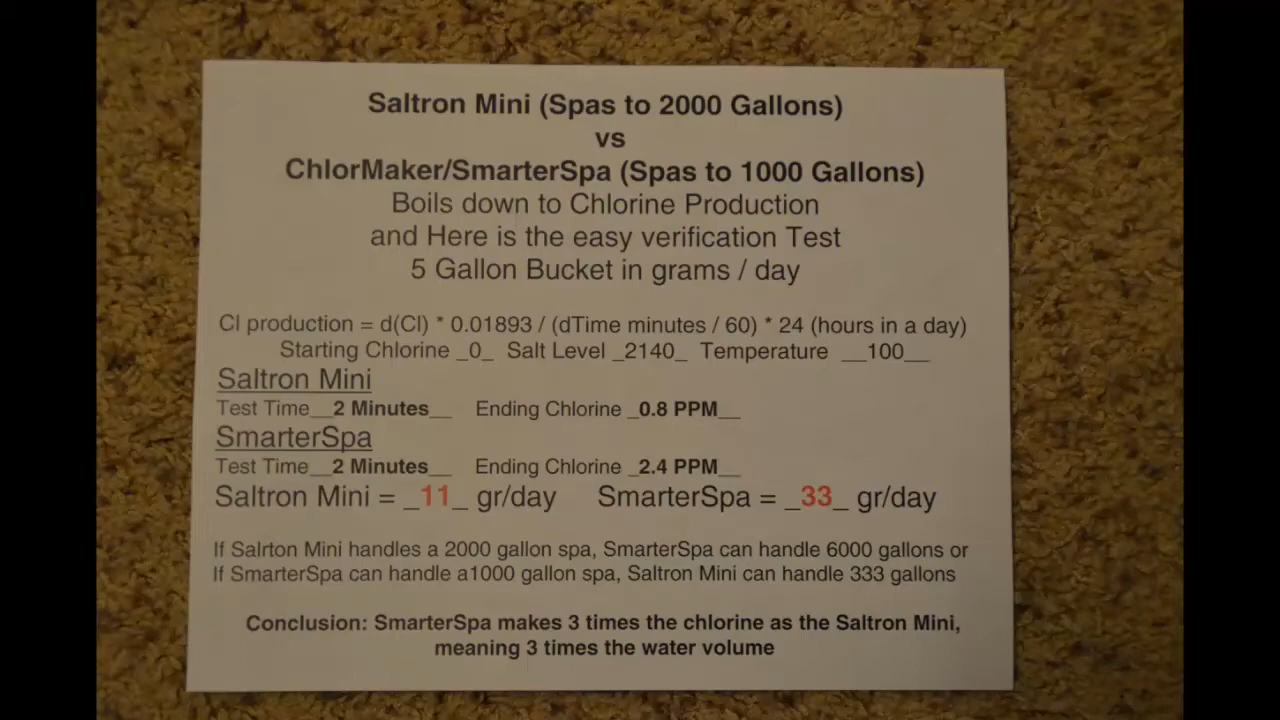 Saltron Mini (Spas to 2000 Gallons)
vs
ChlorMaker/SmarterSpa (Spas to 1000 Gallons)
Boils down to Chlorine Production
and Here is the easy verification Test
5 Gallon Bucket in grams / day
Cl production = d(Cl) * 0.01893 / (dTime minutes / 60) * 24 (hours in a day)
Starting Chlorine _0_ Salt Level _2140_ Temperature __100__
Saltron Mini
Test Time__2 Minutes__ Ending Chlorine _0.8 PPM__
SmarterSpa
Test Time__2 Minutes__ Ending Chlorine _2.4 PPM__
Saltron Mini = _11_ gr/day SmarterSpa = _33_ gr/day
If Salrton Mini handles a 2000 gallon spa, SmarterSpa can handle 6000 gallons or
If SmarterSpa can handle a1000 gallon spa, Saltron Mini can handle 333 gallons
Conclusion: SmarterSpa makes 3 times the chlorine as the Saltron Mini,
meaning 3 times the water volume